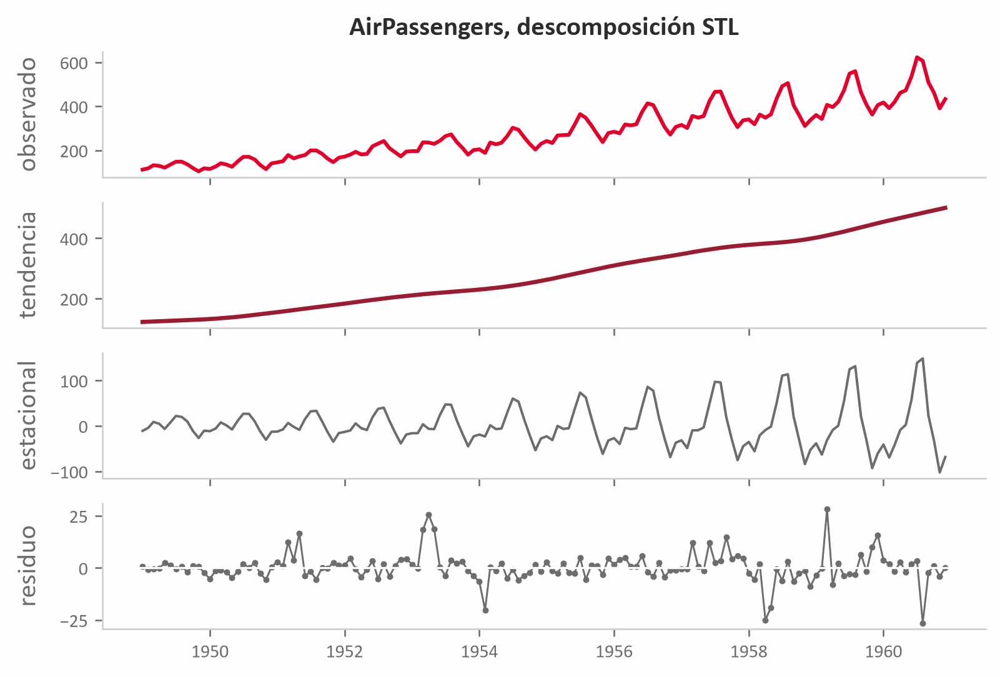 AirPassengers, descomposición STL
observado
600
400
200
tendencia
400
200
estacional
100
0
−100
residuo
25
0
−25
1950 1952 1954 1956 1958 1960